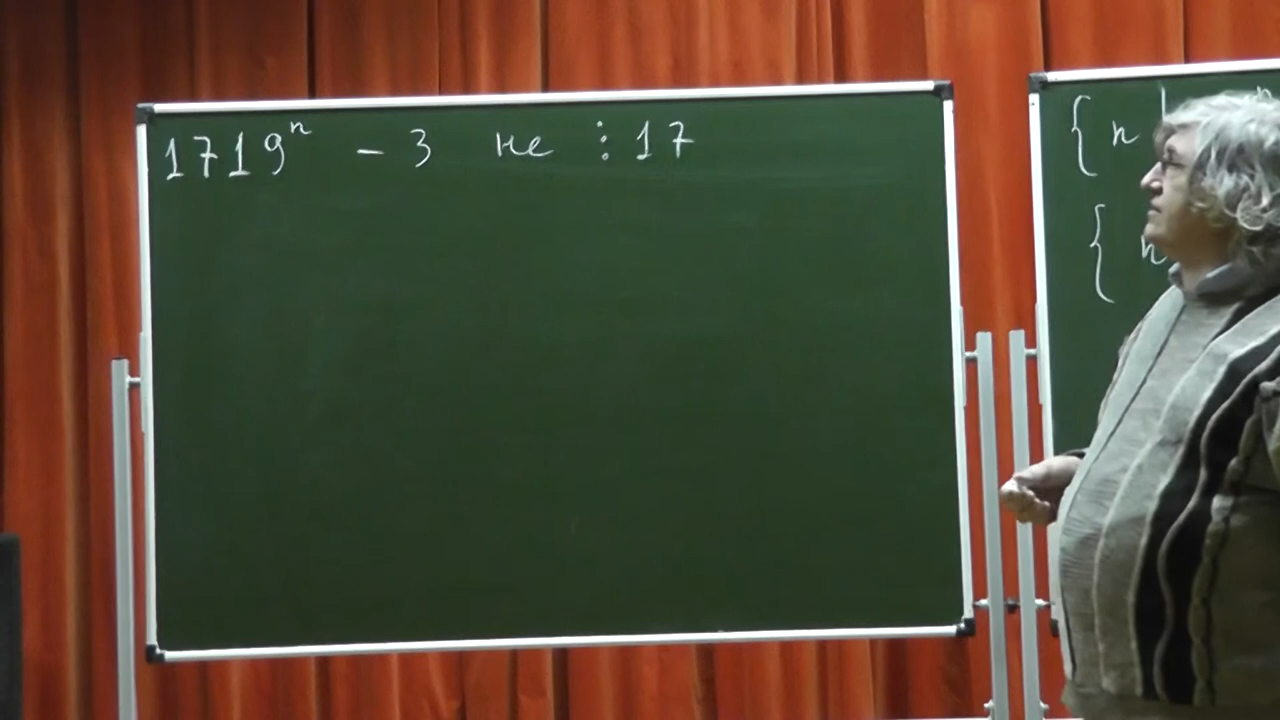 1719ⁿ - 3 не ⋮ 17
{ n |
{ n